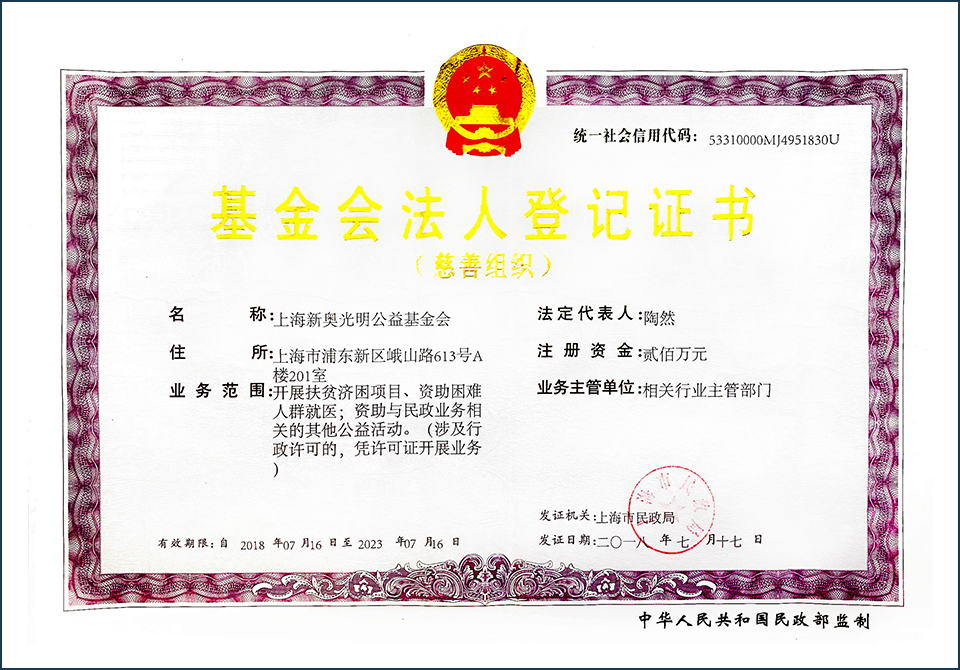 统一社会信用代码：53310000MJ4951830U
基金会法人登记证书
（慈善组织）
名 称：上海新奥光明公益基金会
住 所：上海市浦东新区峨山路613号A
楼201室
业务范围：开展扶贫济困项目、资助困难
人群就医；资助与民政业务相
关的其他公益活动。（涉及行
政许可的，凭许可证开展业务
）
法定代表人：陶然
注册资金：贰佰万元
业务主管单位：相关行业主管部门
发证机关：上海市民政局
发证日期：二〇一八 年 七 月十七 日
有效期限：自 2018 年07 月16 日至 2023 年07 月16 日
中华人民共和国民政部监制